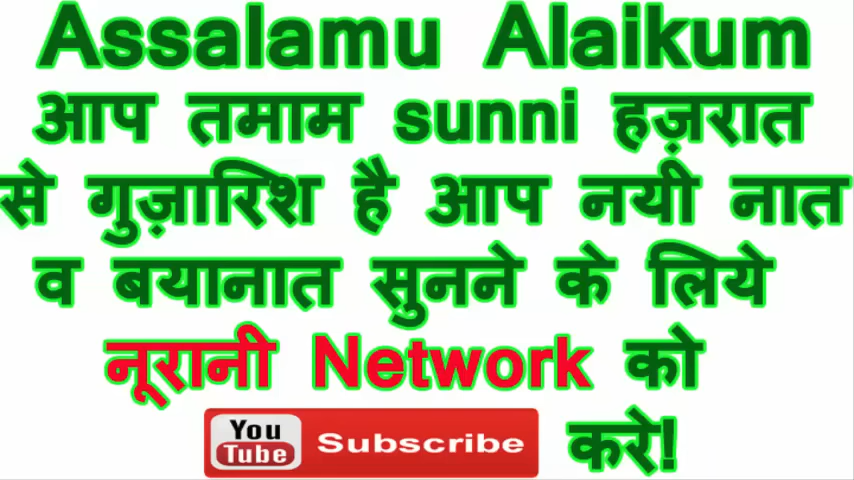 Assalamu Alaikum
आप तमाम sunni हज़रात
से गुज़ारिश है आप नयी नात
व बयानात सुनने के लिये
नूरानी Network को
You Tube Subscribe करे!